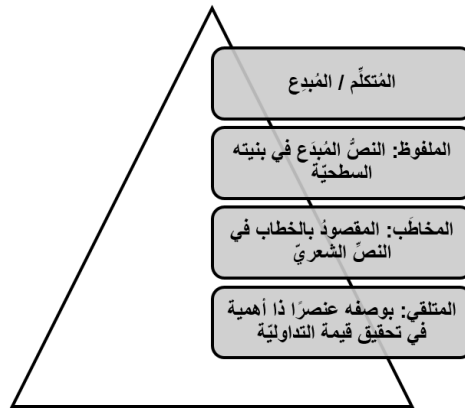 المُتكلِّم / المُبدِع
الملفوظ: النصُّ المُبدَع في بنيته
السطحيّة
المخاطَب: المقصودُ بالخطاب في
النصِّ الشعريّ
المتلقي: بوصفه عنصرًا ذا أهمية
في تحقيق قيمة التداوليّة